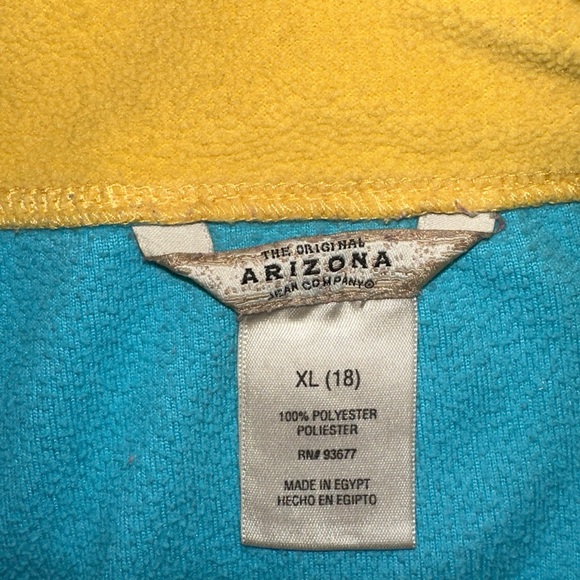 THE ORIGINAL
ARIZONA
JEAN COMPANY®
XL (18)
100% POLYESTER
POLIESTER
RN# 93677
MADE IN EGYPT
HECHO EN EGIPTO